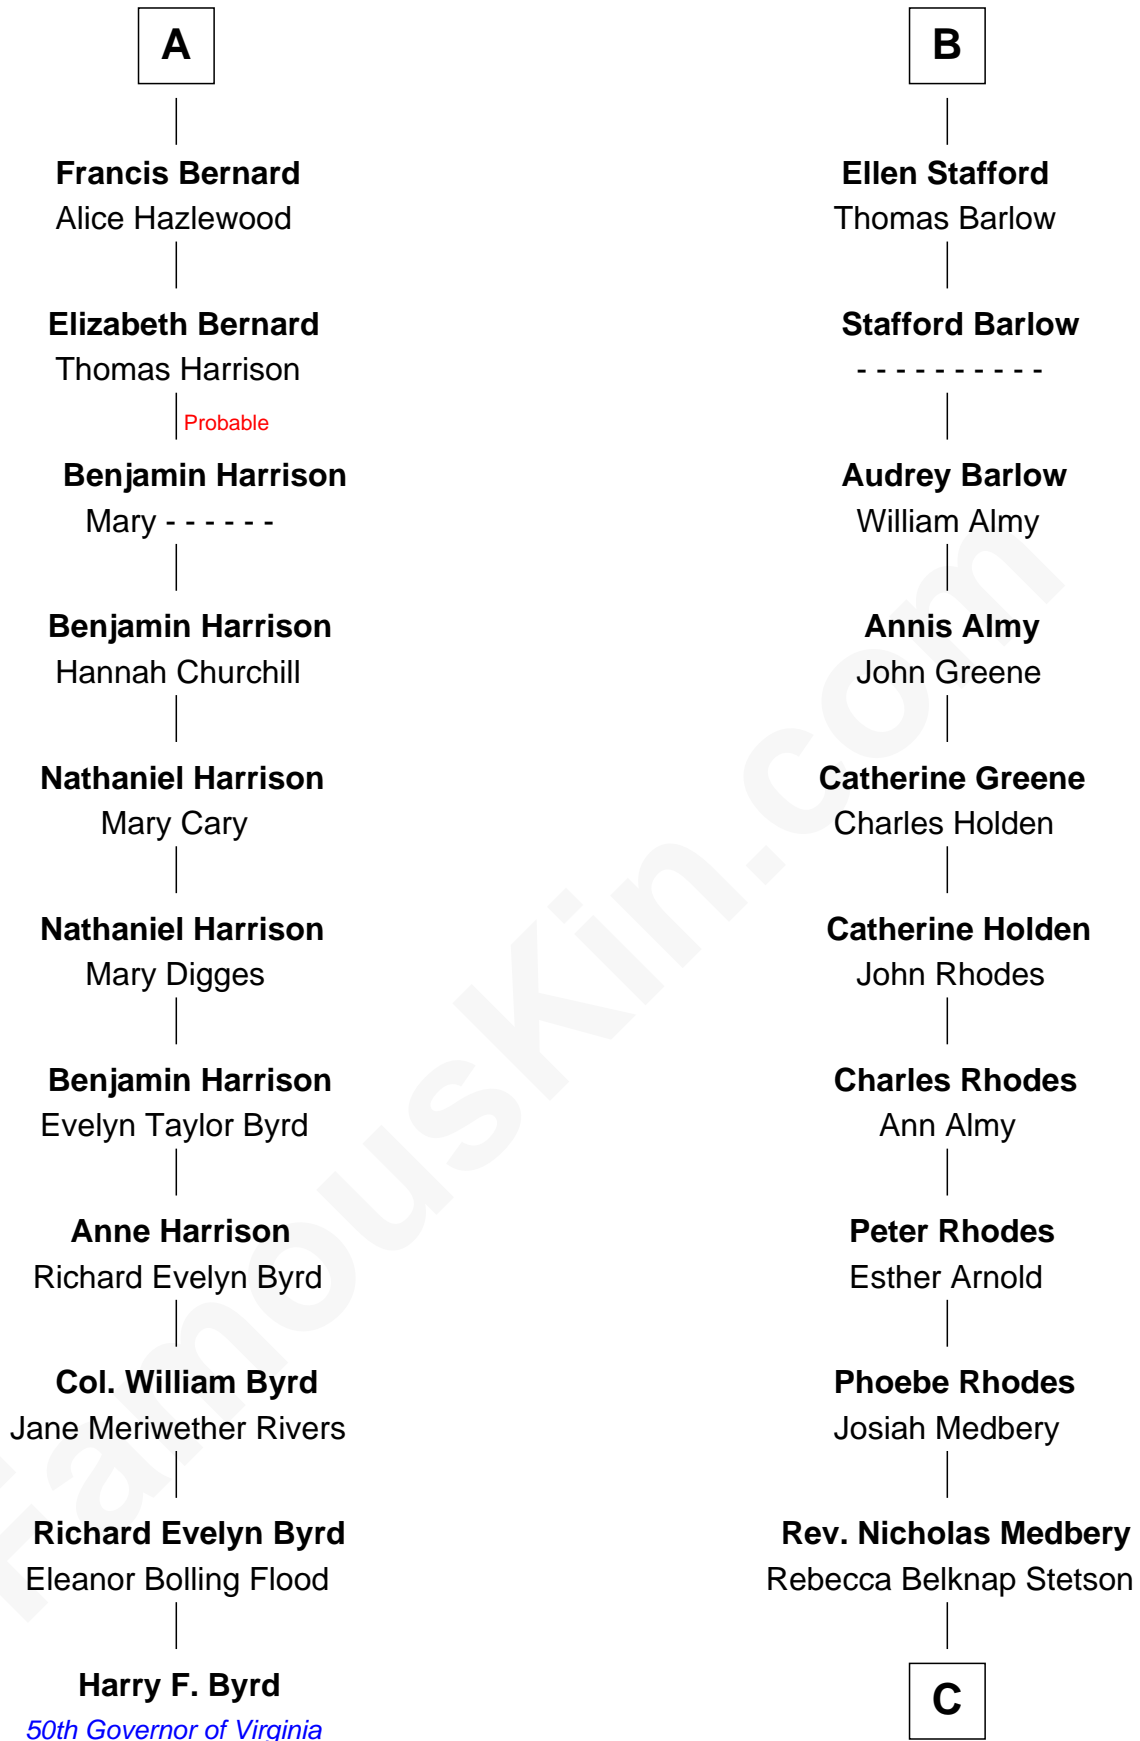 A
Francis Bernard
Alice Hazlewood
Elizabeth Bernard
Thomas Harrison
Probable
Benjamin Harrison
Mary - - - - - -
Benjamin Harrison
Hannah Churchill
Nathaniel Harrison
Mary Cary
Nathaniel Harrison
Mary Digges
Benjamin Harrison
Evelyn Taylor Byrd
Anne Harrison
Richard Evelyn Byrd
Col. William Byrd
Jane Meriwether Rivers
Richard Evelyn Byrd
Eleanor Bolling Flood
Harry F. Byrd
50th Governor of Virginia
B
Ellen Stafford
Thomas Barlow
Stafford Barlow
- - - - - - - - - -
Audrey Barlow
William Almy
Annis Almy
John Greene
Catherine Greene
Charles Holden
Catherine Holden
John Rhodes
Charles Rhodes
Ann Almy
Peter Rhodes
Esther Arnold
Phoebe Rhodes
Josiah Medbery
Rev. Nicholas Medbery
Rebecca Belknap Stetson
C
FamousKin.com